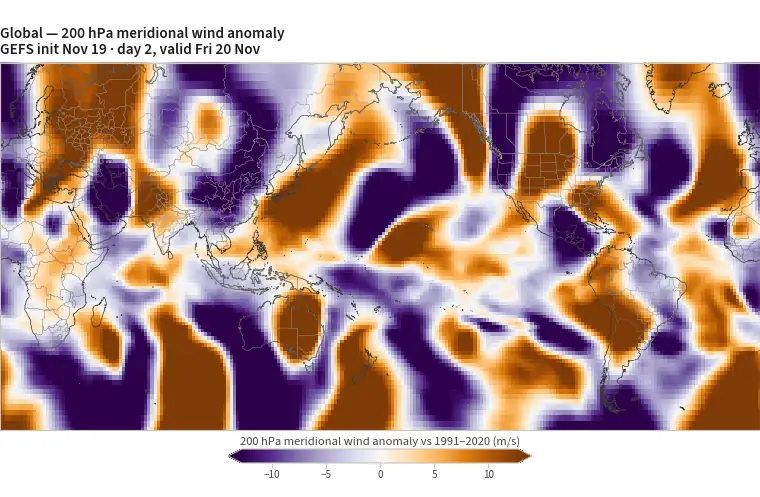 Global — 200 hPa meridional wind anomaly
GEFS init Nov 19 · day 2, valid Fri 20 Nov
200 hPa meridional wind anomaly vs 1991–2020 (m/s)
−10 −5 0 5 10